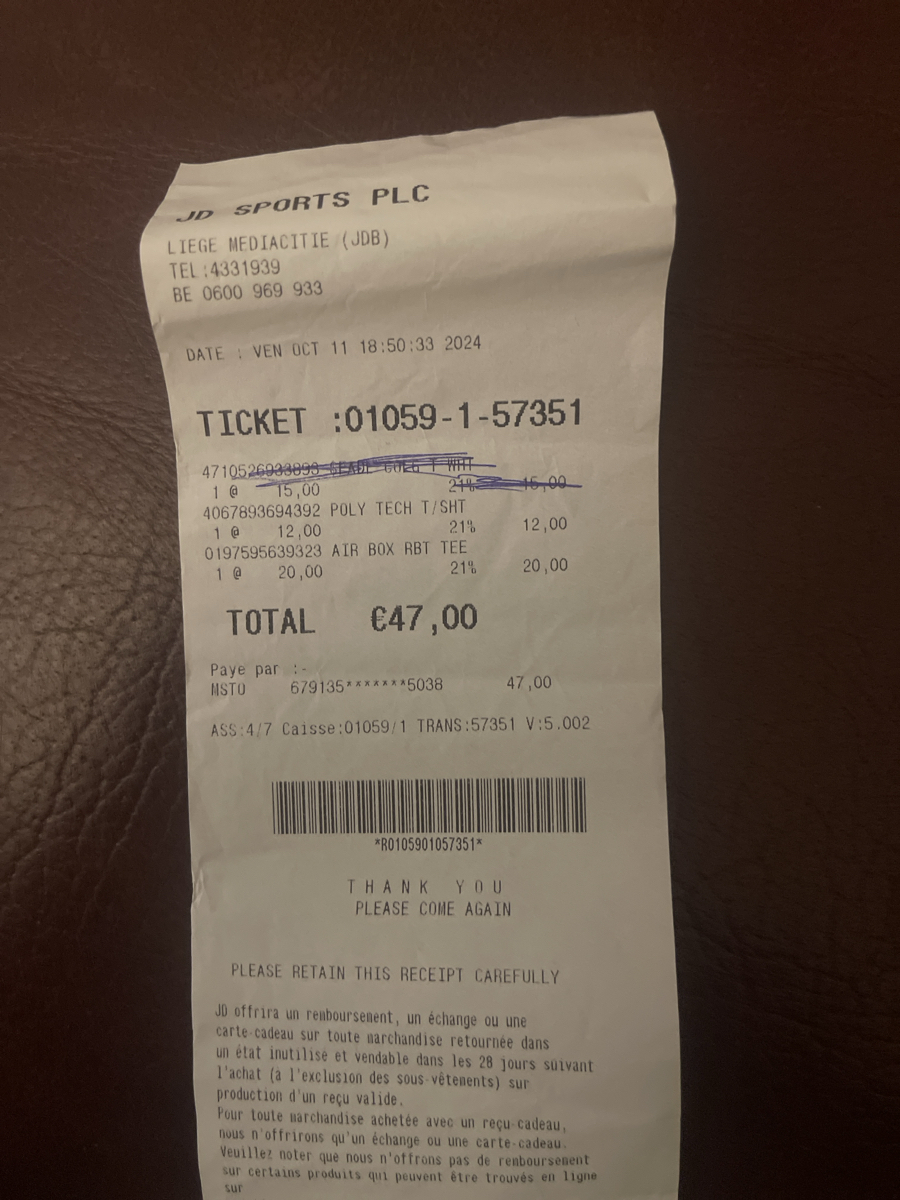 JD SPORTS PLC
LIEGE MEDIACITIE (JDB)
TEL:4331939
BE 0600 969 933
DATE : VEN OCT 11 18:50:33 2024
TICKET :01059-1-57351
4710526933893 T WHT
1 @ 15,00 21% 15,00
4067893694392 POLY TECH T/SHT
1 @ 12,00 21% 12,00
0197595639323 AIR BOX RBT TEE
1 @ 20,00 21% 20,00
TOTAL €47,00
Paye par :-
MSTO 679135*******5038 47,00
ASS:4/7 Caisse:01059/1 TRANS:57351 V:5.002
*R0105901057351*
THANK YOU
PLEASE COME AGAIN
PLEASE RETAIN THIS RECEIPT CAREFULLY
JD offrira un remboursement, un échange ou une
carte-cadeau sur toute marchandise retournée dans
un état inutilisé et vendable dans les 28 jours suivant
l'achat (à l'exclusion des sous-vêtements) sur
production d'un reçu valide.
Pour toute marchandise achetée avec un reçu-cadeau,
nous n'offrirons qu'un échange ou une carte-cadeau.
Veuillez noter que nous n'offrons pas de remboursement
sur certains produits qui peuvent être trouvés en ligne
sur